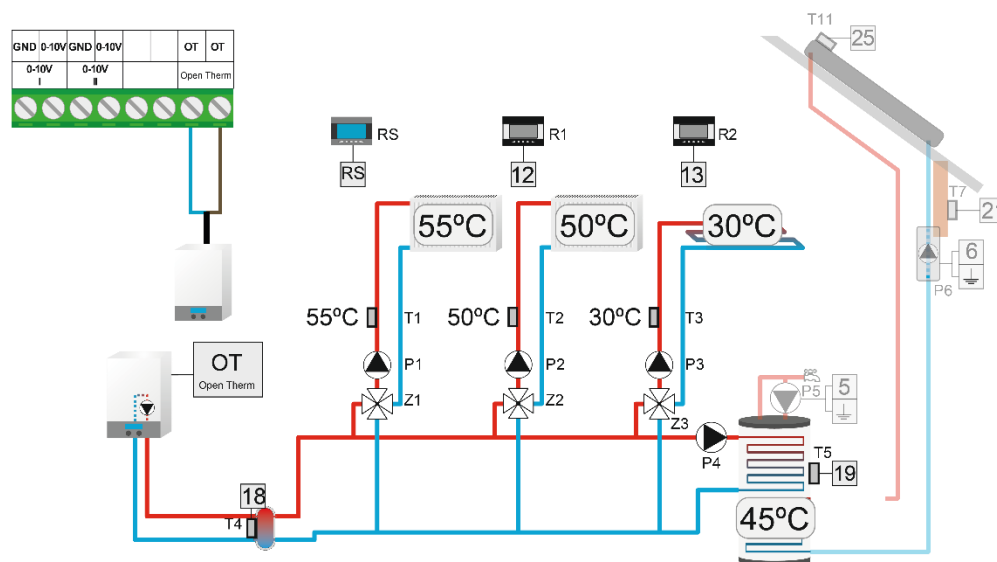 GND 0-10V GND 0-10V OT OT
0-10V 0-10V Open Therm
I II
T11
25
RS
RS
R1
12
R2
13
T7
21
55ºC
50ºC
30ºC
6
P6
55ºC
T1
50ºC
T2
30ºC
T3
OT
Open Therm
P1
P2
P3
P5
5
Z1
Z2
Z3
P4
T5
19
18
T4
45ºC